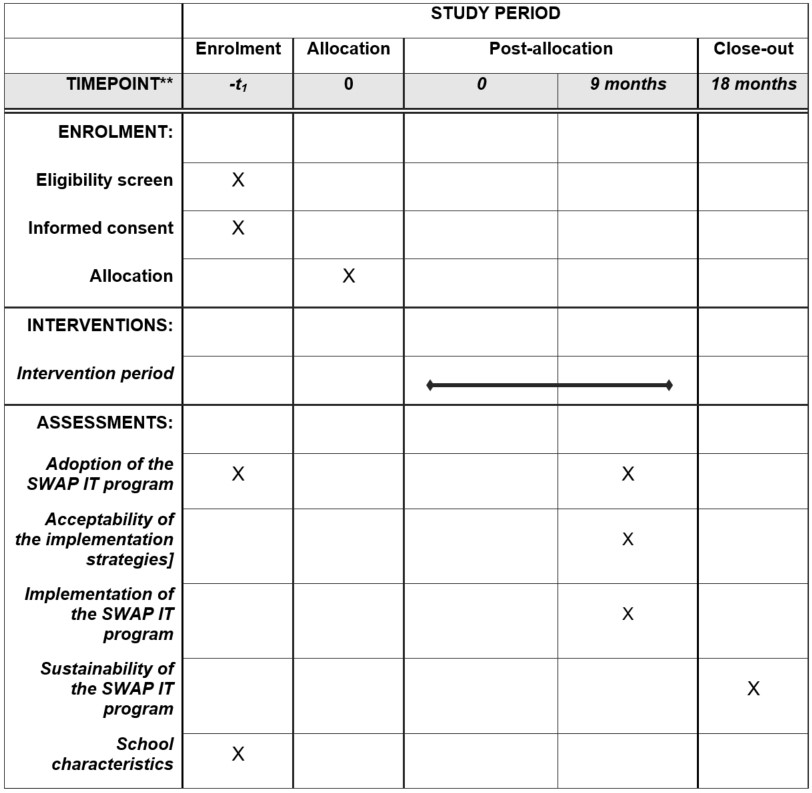 STUDY PERIOD
Enrolment Allocation Post-allocation Close-out
TIMEPOINT** -t₁ 0 0 9 months 18 months
ENROLMENT:
Eligibility screen X
Informed consent X
Allocation X
INTERVENTIONS:
Intervention period
ASSESSMENTS:
Adoption of the
SWAP IT program X X
Acceptability of
the implementation X
strategies]
Implementation of
the SWAP IT X
program
Sustainability of
the SWAP IT X
program
School
characteristics X